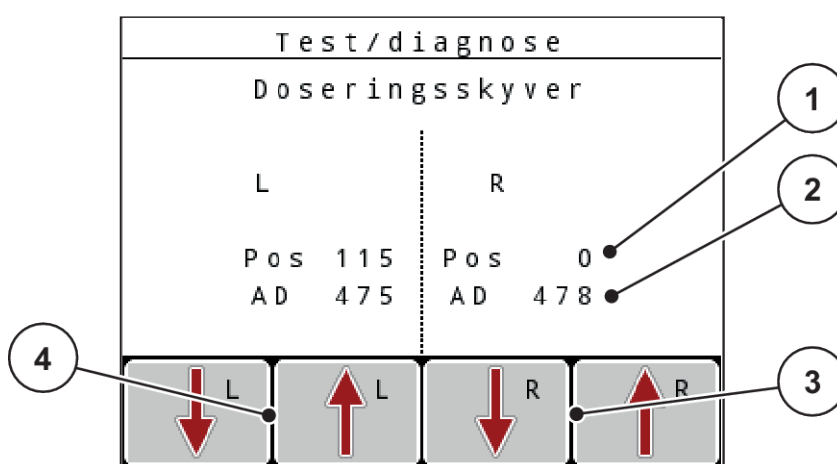 Test/diagnose
Doseringsskyver
1
L R
2
Pos 115 Pos 0
AD 475 AD 478
4
L L R R
3